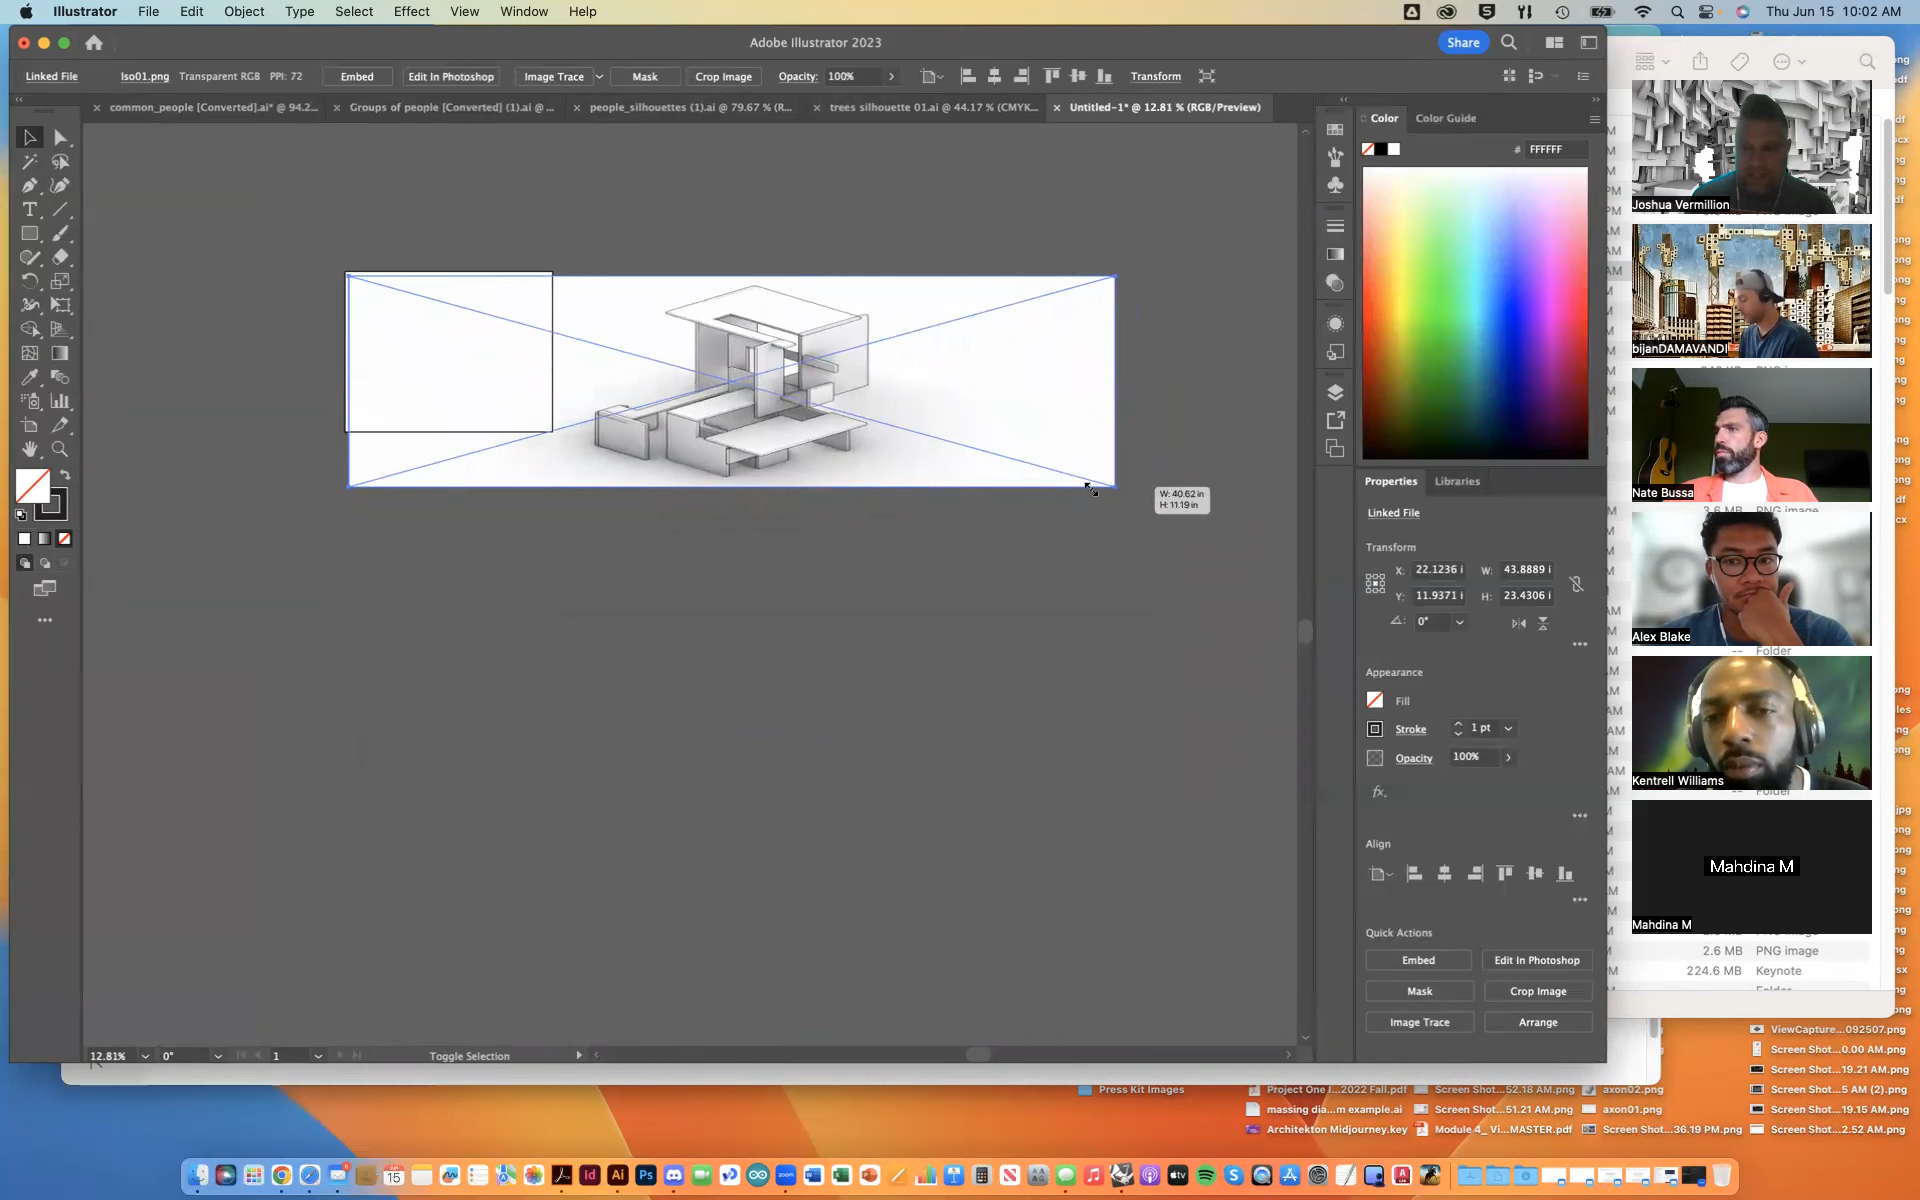 Illustrator File Edit Object Type Select Effect View Window Help
Thu Jun 15 10:02 AM
Adobe Illustrator 2023
Share
Linked File Iso01.png Transparent RGB PPI: 72 Embed Edit In Photoshop Image Trace Mask Crop Image Opacity: 100% Transform
common_people [Converted].ai* @ 94.2...
Groups of people [Converted] (1).ai @ ...
people_silhouettes (1).ai @ 79.67 % (R...
trees silhouette 01.ai @ 44.17 % (CMYK...
Untitled-1* @ 12.81 % (RGB/Preview)
Color Color Guide
# FFFFFF
W: 40.62 in
H: 11.19 in
Properties Libraries
Linked File
Transform
X: 22.1236 i W: 43.8889 i
Y: 11.9371 i H: 23.4306 i
0°
Appearance
Fill
Stroke 1 pt
Opacity 100%
fx.
Align
Quick Actions
Embed Edit In Photoshop
Mask Crop Image
Image Trace Arrange
12.81% 0° 1 Toggle Selection
Joshua Vermillion
bijanDAMAVANDI
Nate Bussa
3.6 MB PNG image
Alex Blake
-- Folder
Kentrell Williams
Mahdina M
Mahdina M
2.6 MB PNG image
224.6 MB Keynote
ViewCapture...092507.png
Screen Shot...0.00 AM.png
Screen Shot...19.21 AM.png
Press Kit Images
Project One I...2022 Fall.pdf
Screen Shot...52.18 AM.png
axon02.png
Screen Shot...5 AM (2).png
massing dia...m example.ai
Screen Shot...51.21 AM.png
axon01.png
Screen Shot...19.15 AM.png
Architekton Midjourney.key
Module 4_ Vi...MASTER.pdf
Screen Shot...36.19 PM.png
Screen Shot...2.52 AM.png